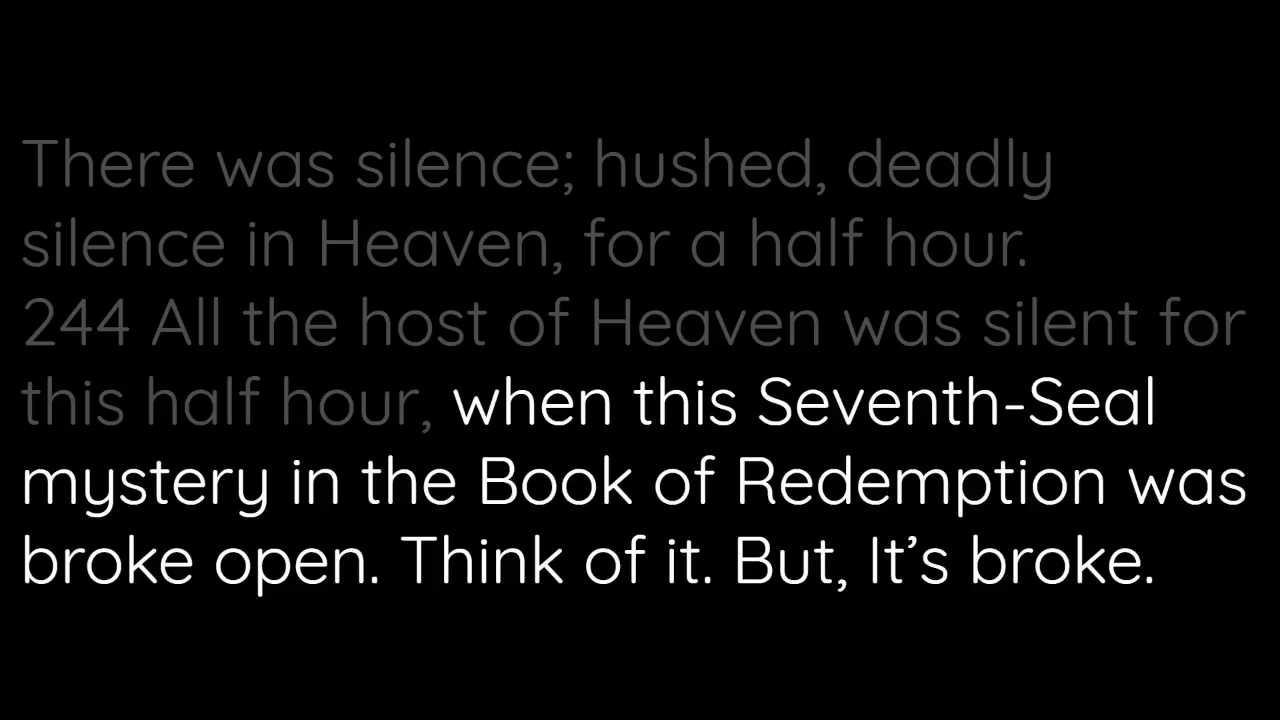 There was silence; hushed, deadly
silence in Heaven, for a half hour.
244 All the host of Heaven was silent for
this half hour, when this Seventh-Seal
mystery in the Book of Redemption was
broke open. Think of it. But, It’s broke.